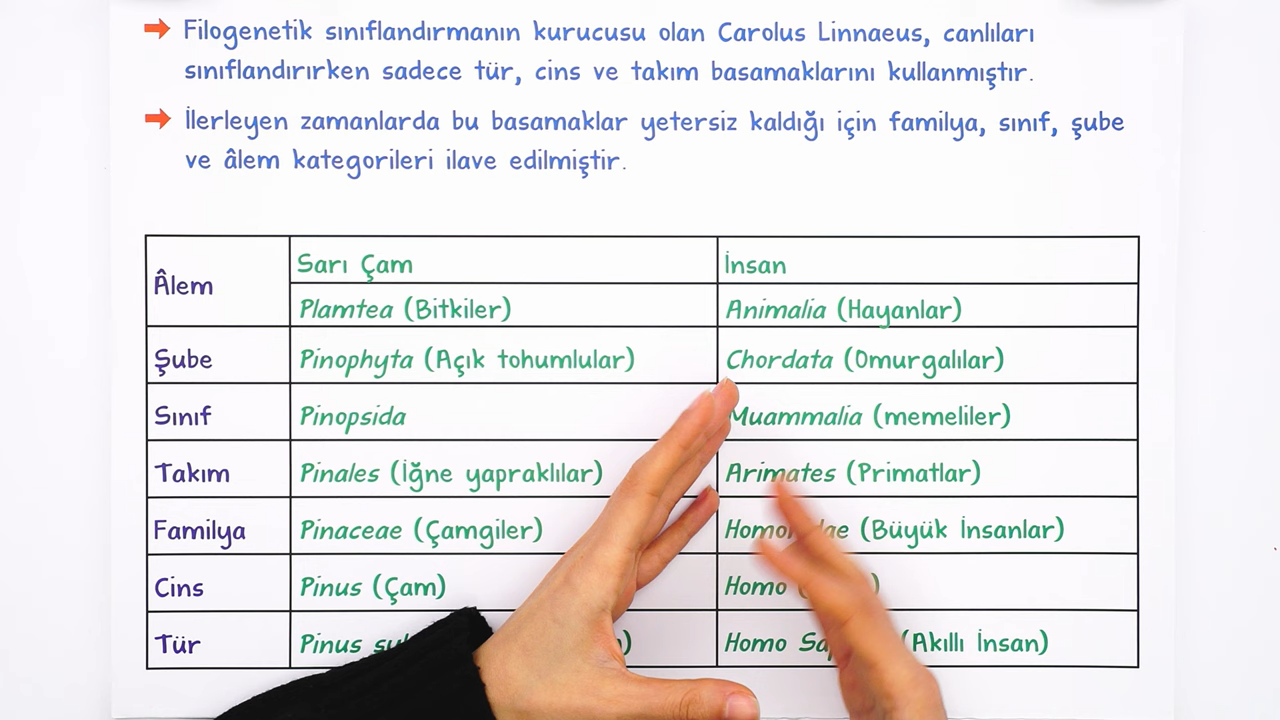 Filogenetik sınıflandırmanın kurucusu olan Carolus Linnaeus, canlıları
sınıflandırırken sadece tür, cins ve takım basamaklarını kullanmıştır.
İlerleyen zamanlarda bu basamaklar yetersiz kaldığı için familya, sınıf, şube
ve âlem kategorileri ilave edilmiştir.
Âlem
Sarı Çam
İnsan
Plamtea (Bitkiler)
Animalia (Hayanlar)
Şube
Pinophyta (Açık tohumlular)
Chordata (Omurgalılar)
Sınıf
Pinopsida
Muammalia (memeliler)
Takım
Pinales (İğne yapraklılar)
Arimates (Primatlar)
Familya
Pinaceae (Çamgiler)
(Büyük İnsanlar)
Cins
Pinus (Çam)
Homo
Tür
Pinus
Homo
(Akıllı İnsan)